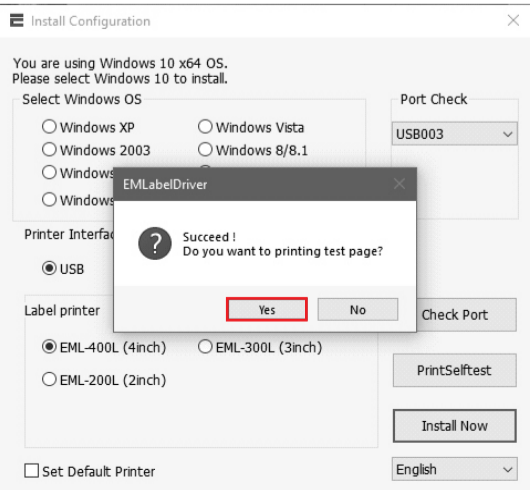 Install Configuration
You are using Windows 10 x64 OS.
Please select Windows 10 to install.
Select Windows OS
Port Check
Windows XP
Windows Vista
USB003
Windows 2003
Windows 8/8.1
Windows
Windows
EMLabelDriver
Succeed !
Do you want to printing test page?
Yes
No
Printer
USB
Label printer
Check Port
EML-400L (4inch)
EML-300L (3inch)
EML-200L (2inch)
PrintSelftest
Install Now
Set Default Printer
English